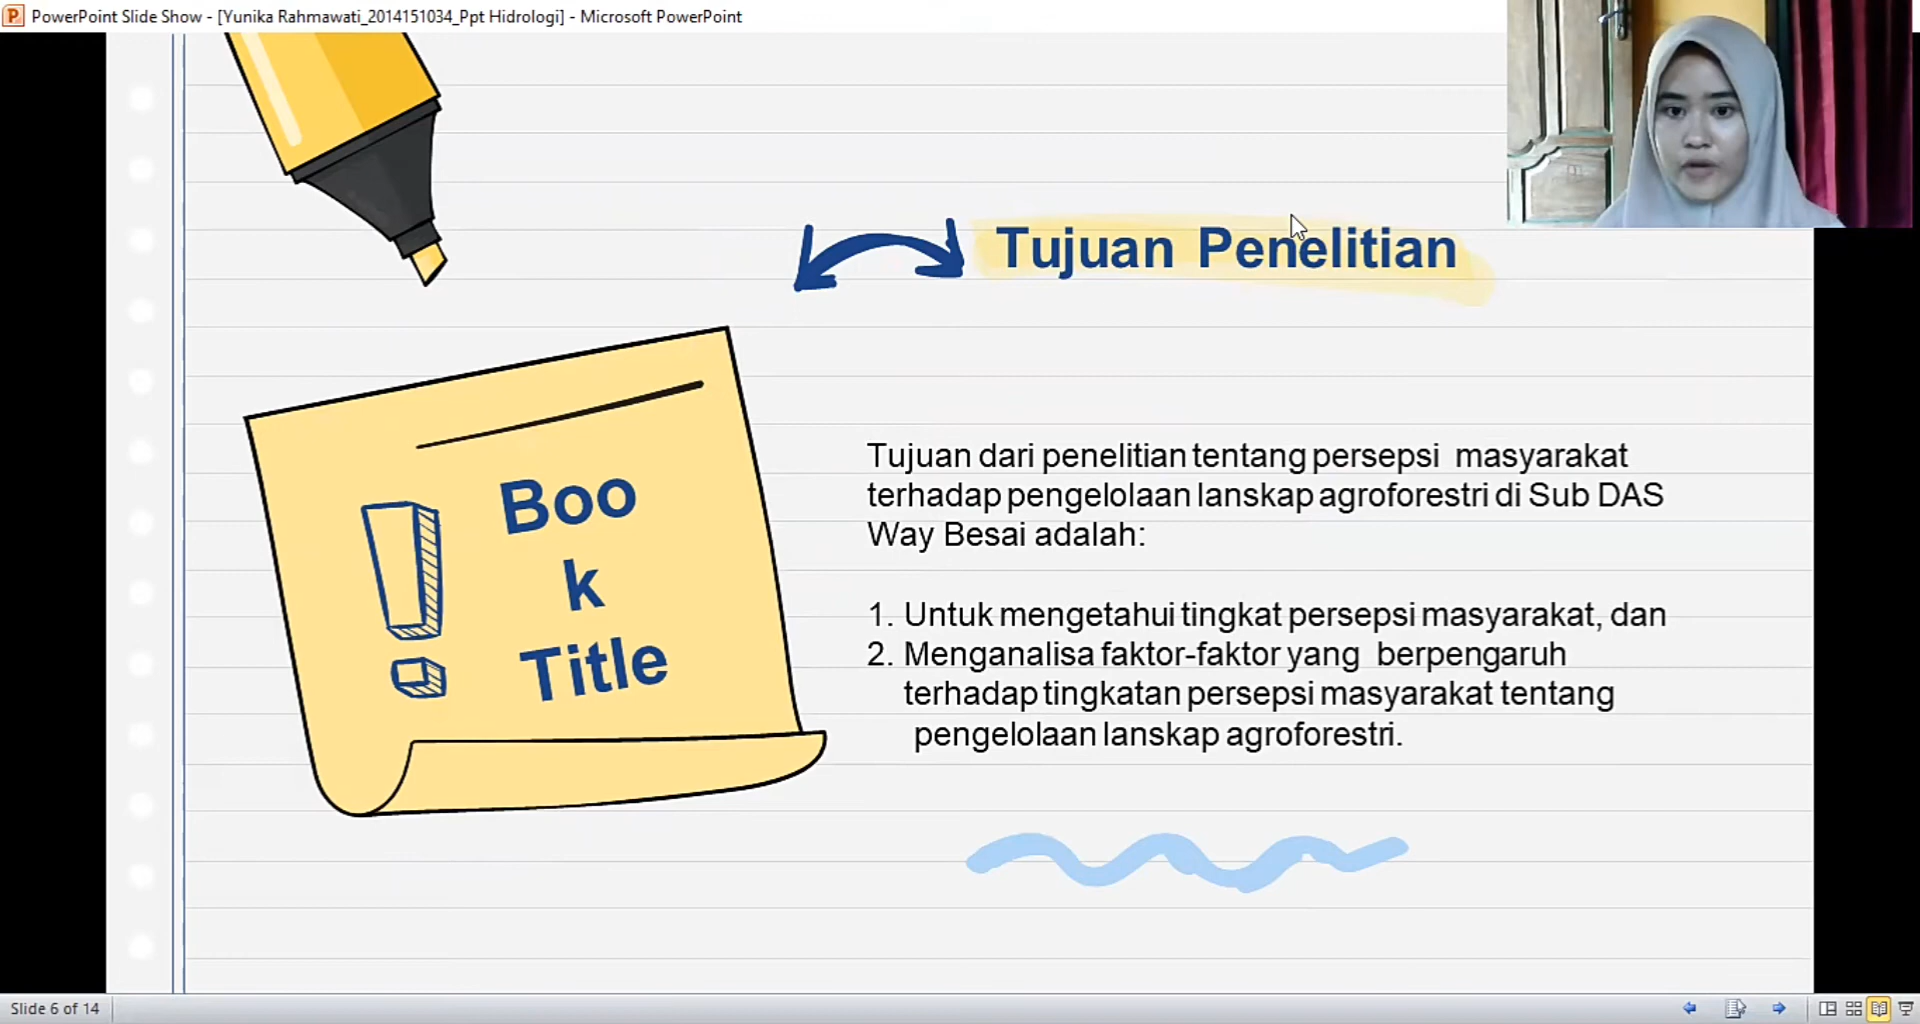 PowerPoint Slide Show - [Yunika Rahmawati_2014151034_Ppt Hidrologi] - Microsoft PowerPoint
Tujuan Penelitian
Boo
k
Title
Tujuan dari penelitian tentang persepsi masyarakat
terhadap pengelolaan lanskap agroforestri di Sub DAS
Way Besai adalah:
1. Untuk mengetahui tingkat persepsi masyarakat, dan
2. Menganalisa faktor-faktor yang berpengaruh
terhadap tingkatan persepsi masyarakat tentang
pengelolaan lanskap agroforestri.
Slide 6 of 14